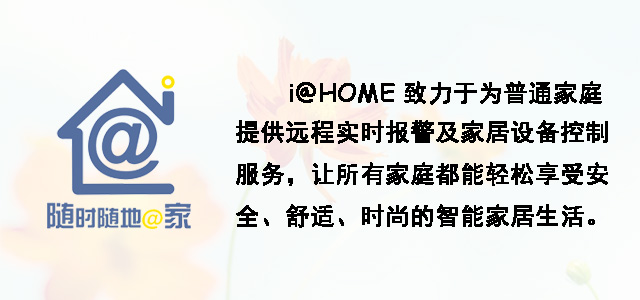 i@HOME 致力于为普通家庭
提供远程实时报警及家居设备控制
服务，让所有家庭都能轻松享受安
全、舒适、时尚的智能家居生活。
@
随时随地@家